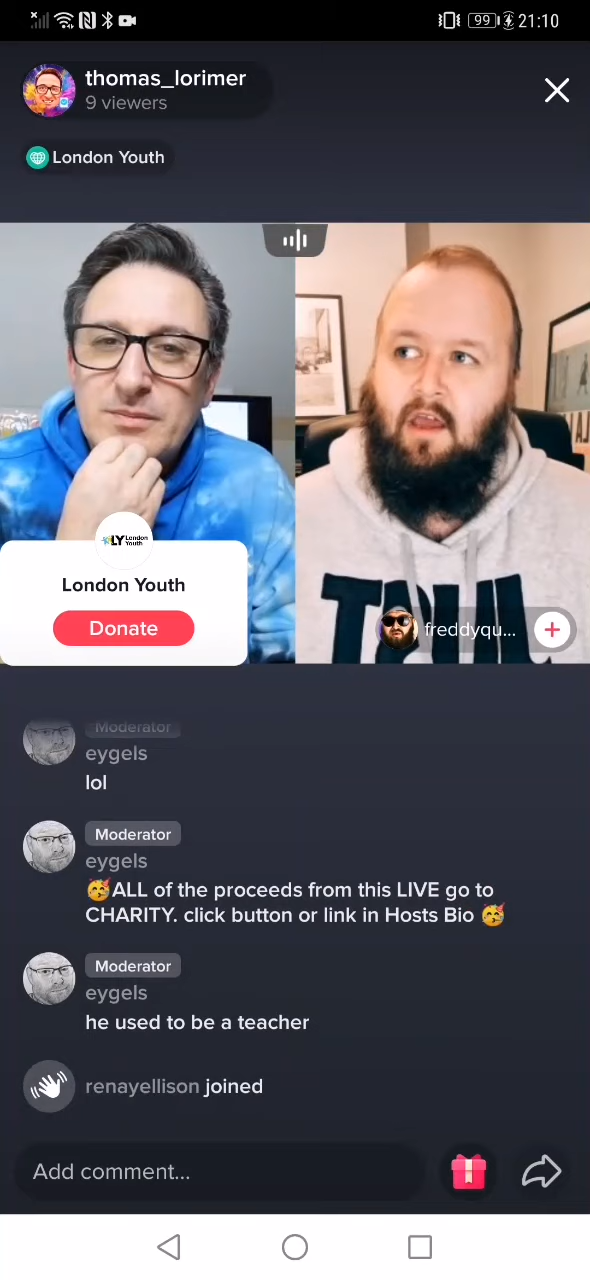 99 21:10
thomas_lorimer
9 viewers
London Youth
LY London
Youth
London Youth
Donate
freddyqu...
Moderator
eygels
lol
Moderator
eygels
🥳ALL of the proceeds from this LIVE go to
CHARITY. click button or link in Hosts Bio 🥳
Moderator
eygels
he used to be a teacher
renayellison joined
Add comment...